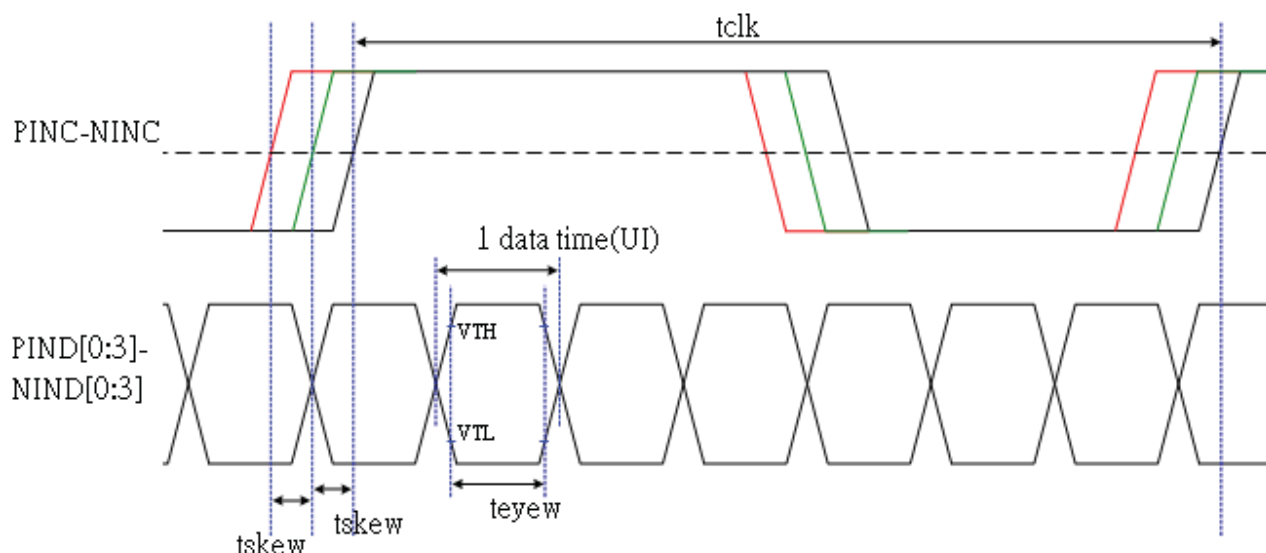 tclk
PINC-NINC
1 data time(UI)
VTH
PIND[0:3]-
NIND[0:3]
VTL
teyew
tskew
tskew